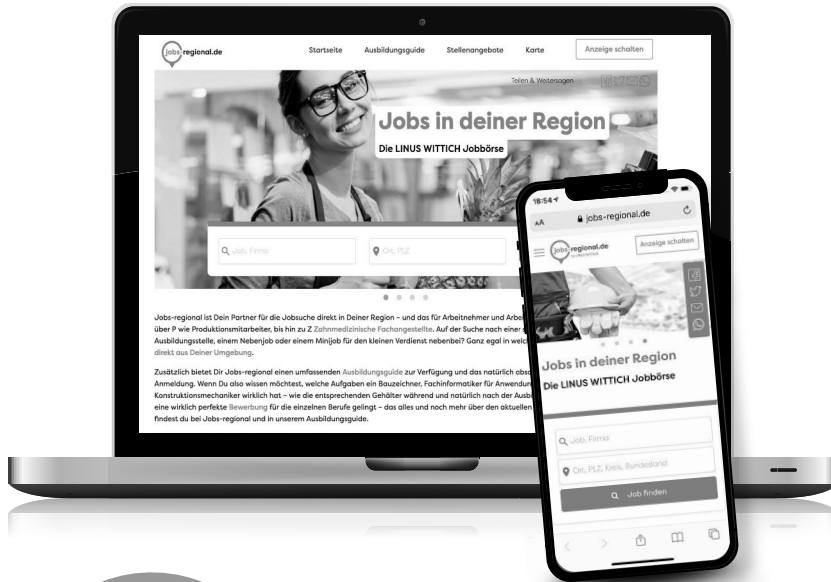 jobs-regional.de
Startseite Ausbildungsguide Stellenangebote Karte Anzeige schalten
Teilen & Weitersagen
Jobs in deiner Region
Die LINUS WITTICH Jobbörse
Job, Firma
Ort, PLZ
Jobs-regional ist Dein Partner für die Jobsuche direkt in Deiner Region – und das für Arbeitnehmer und
über P wie Produktionsmitarbeiter, bis hin zu Z Zahnmedizinische Fachangestellte. Auf der Suche nach einer
Ausbildungsstelle, einem Nebenjob oder einem Minijob für den kleinen Verdienst nebenbei? Ganz egal in
direkt aus Deiner Umgebung.
Zusätzlich bietet Dir Jobs-regional einen umfassenden Ausbildungsguide zur Verfügung und das natürlich
Anmeldung. Wenn Du also wissen möchtest, welche Aufgaben ein Bauzeichner, Fachinformatiker für
Konstruktionsmechaniker wirklich hat – wie die entsprechenden Gehälter während und natürlich nach der
eine wirklich perfekte Bewerbung für die einzelnen Berufe gelingt – das alles und noch mehr über den aktuellen
findest du bei Jobs-regional und in unserem Ausbildungsguide.
18:54
AA jobs-regional.de
jobs-regional.de Anzeige schalten
Jobs in deiner Region
Die LINUS WITTICH Jobbörse
Job, Firma
Ort, PLZ, Kreis, Bundesland
Job finden